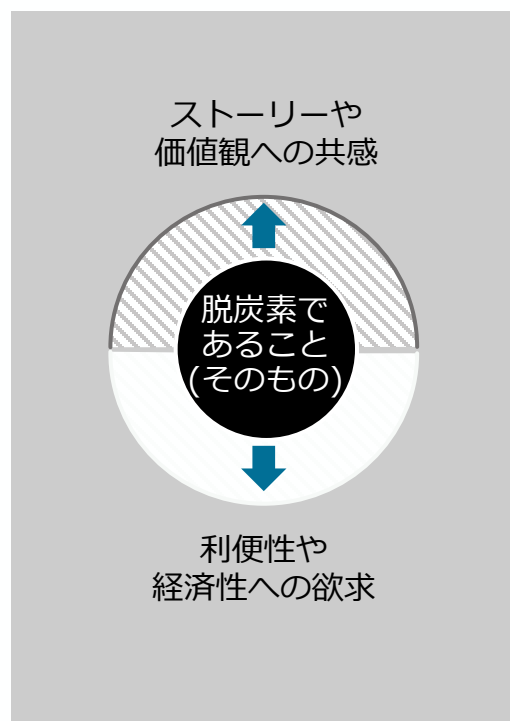 ストーリーや
価値観への共感
脱炭素で
あること
(そのもの)
利便性や
経済性への欲求